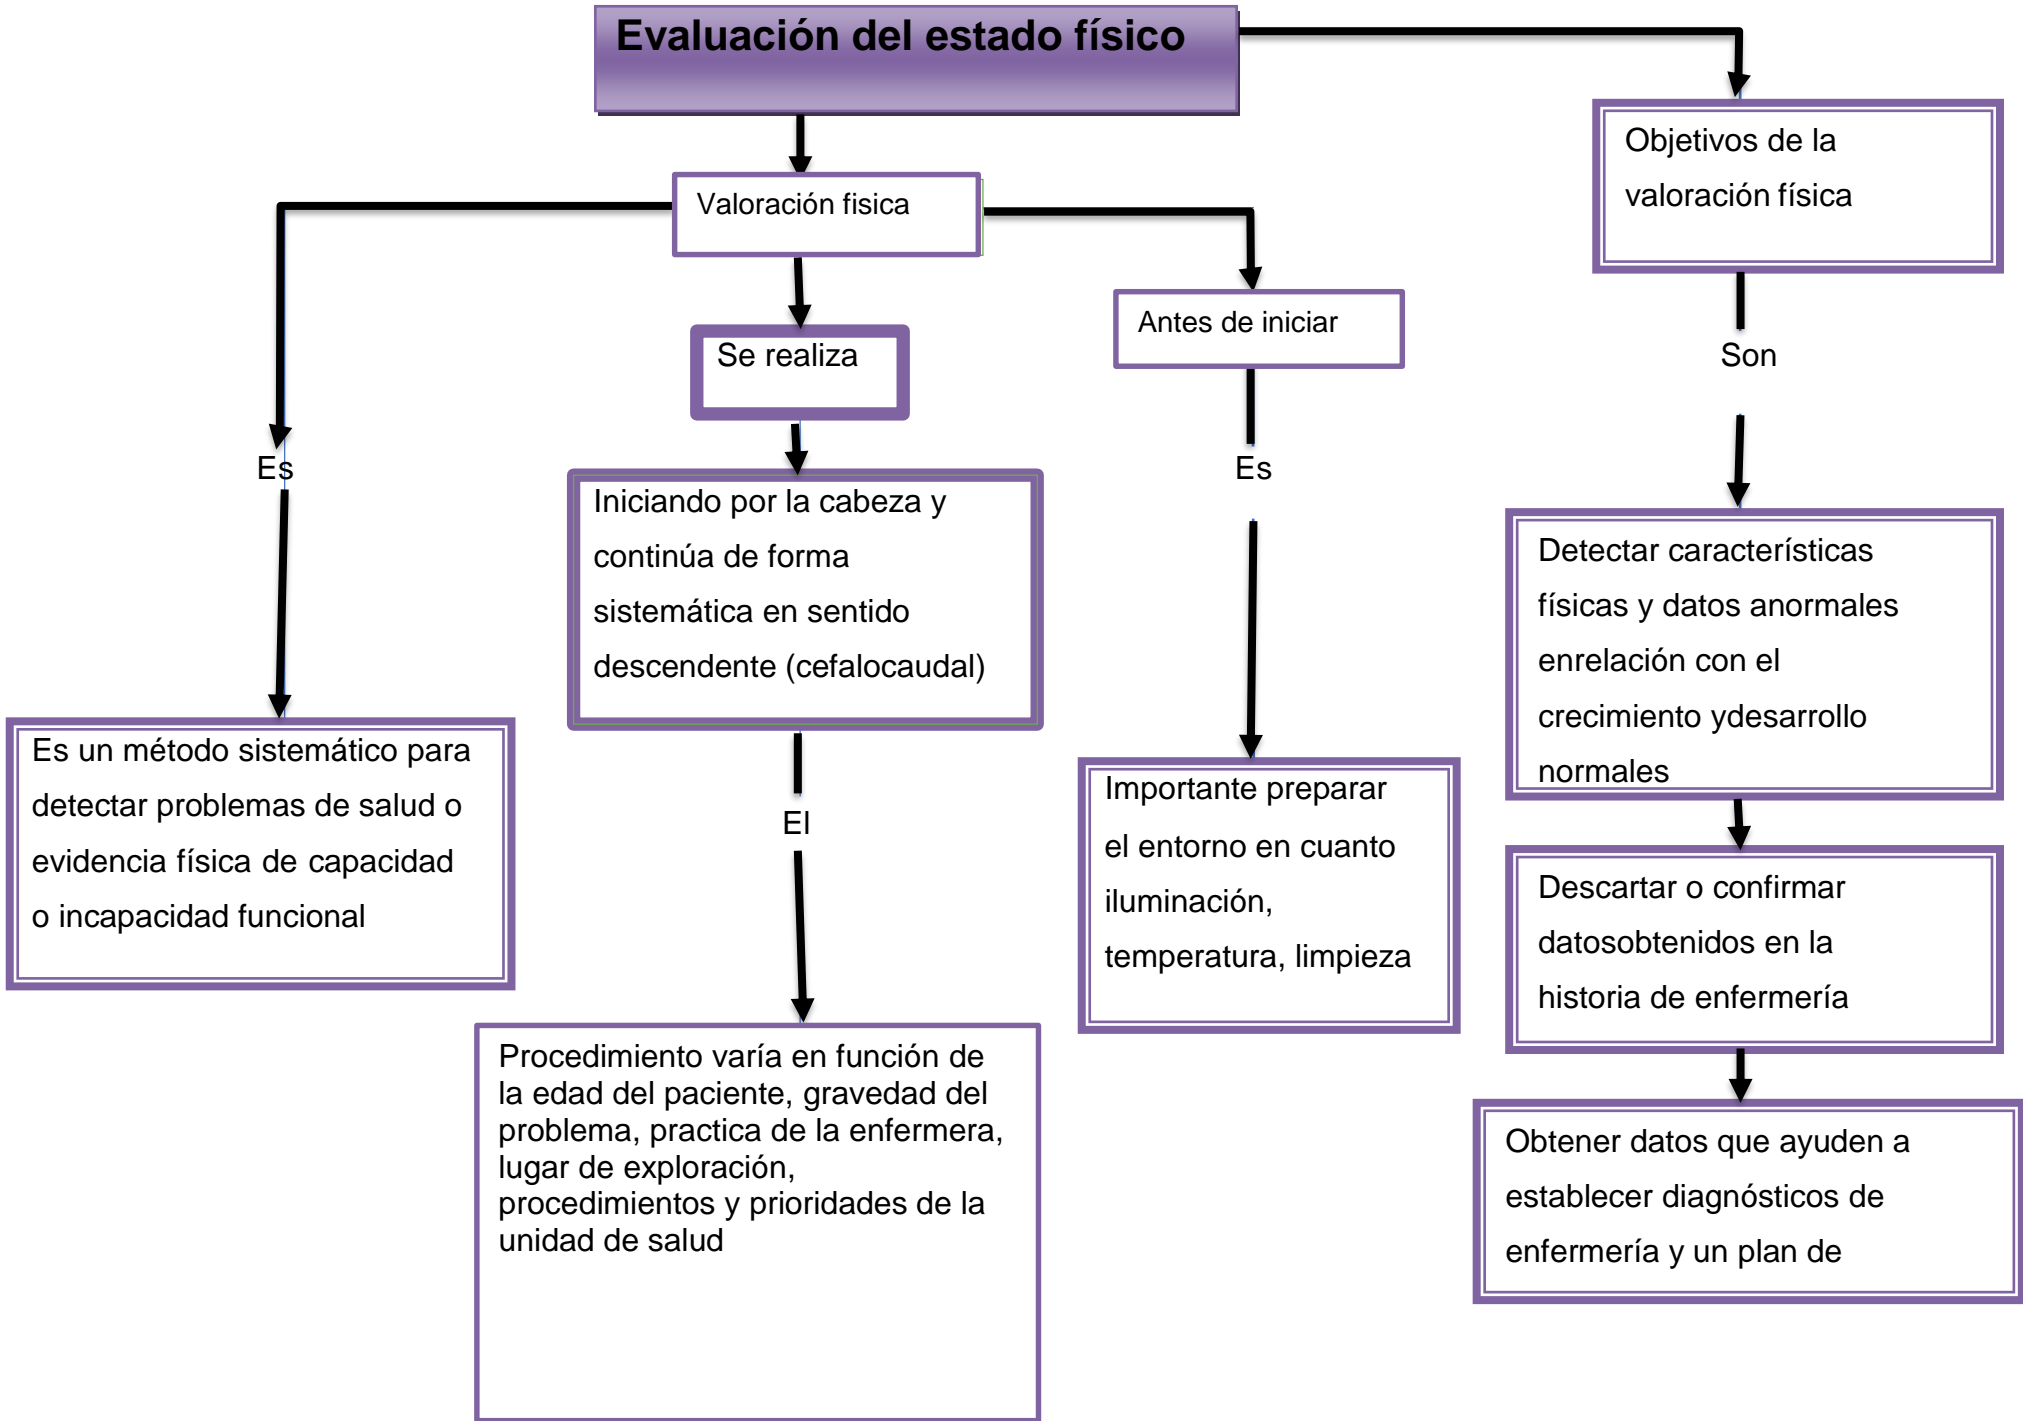 Evaluación del estado físico
Valoración fisica
Es
Es un método sistemático para
detectar problemas de salud o
evidencia física de capacidad
o incapacidad funcional
Se realiza
Iniciando por la cabeza y
continúa de forma
sistemática en sentido
descendente (cefalocaudal)
El
Procedimiento varía en función de
la edad del paciente, gravedad del
problema, practica de la enfermera,
lugar de exploración,
procedimientos y prioridades de la
unidad de salud
Antes de iniciar
Es
Importante preparar
el entorno en cuanto
iluminación,
temperatura, limpieza
Objetivos de la
valoración física
Son
Detectar características
físicas y datos anormales
enrelación con el
crecimiento ydesarrollo
normales
Descartar o confirmar
datosobtenidos en la
historia de enfermería
Obtener datos que ayuden a
establecer diagnósticos de
enfermería y un plan de